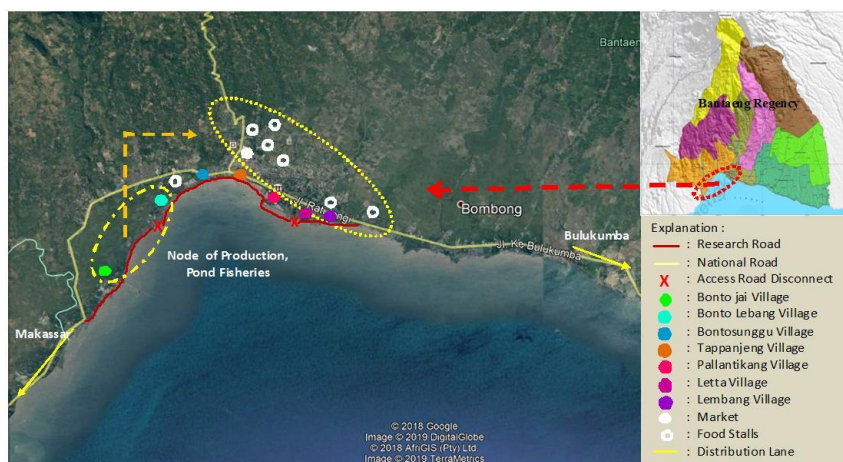 Bantaen
Bantaeng Regency
Bombong
Bulukumba
Jl. Ke Bulukumba
Node of Production,
Pond Fisheries
Makassar
© 2018 Google
Image © 2019 DigitalGlobe
© 2018 AfriGIS (Pty) Ltd
Image © 2019 TerraMetrics
Explanation :
: Research Road
: National Road
X : Access Road Disconnect
: Bonto jai Village
: Bonto Lebang Village
: Bontosunggu Village
: Tappanjeng Village
: Pallantikang Village
: Letta Village
: Lembang Village
: Market
: Food Stalls
: Distribution Lane